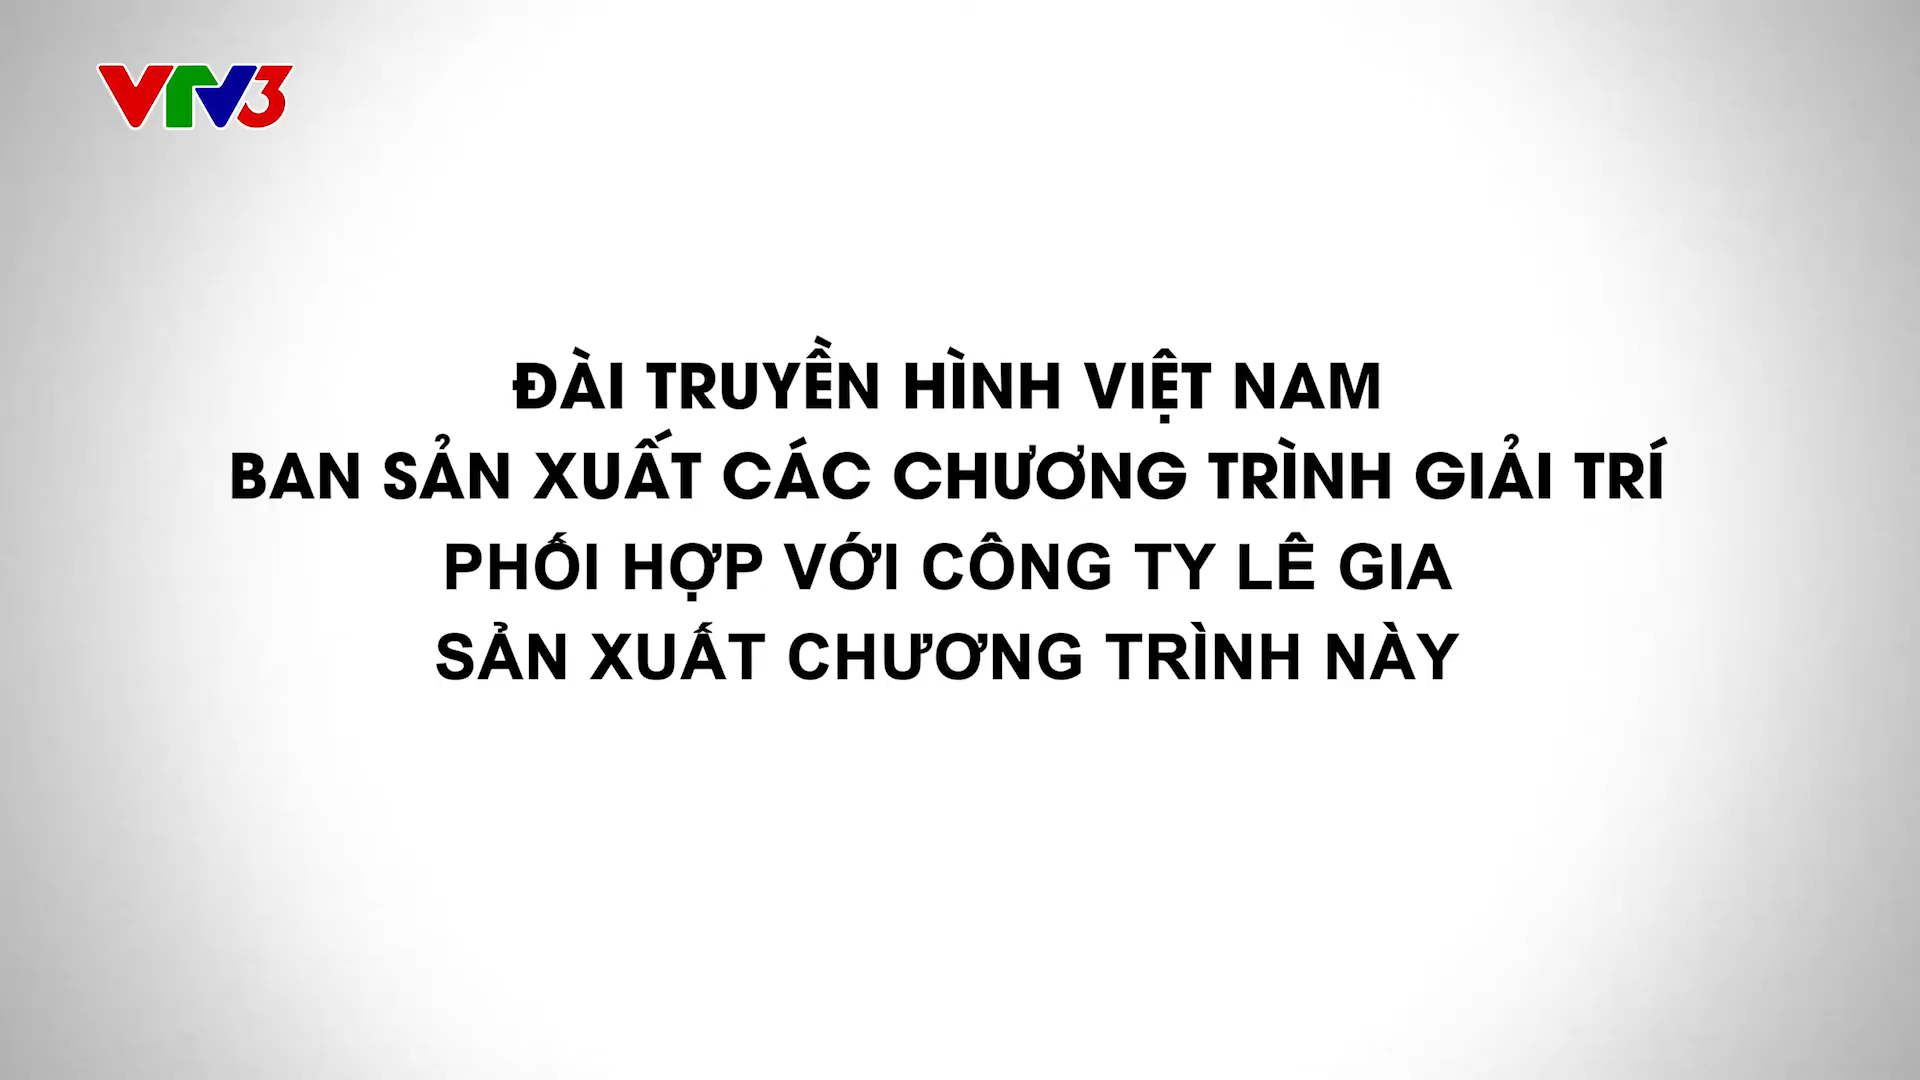 VTV3
ĐÀI TRUYỀN HÌNH VIỆT NAM
BAN SẢN XUẤT CÁC CHƯƠNG TRÌNH GIẢI TRÍ
PHỐI HỢP VỚI CÔNG TY LÊ GIA
SẢN XUẤT CHƯƠNG TRÌNH NÀY